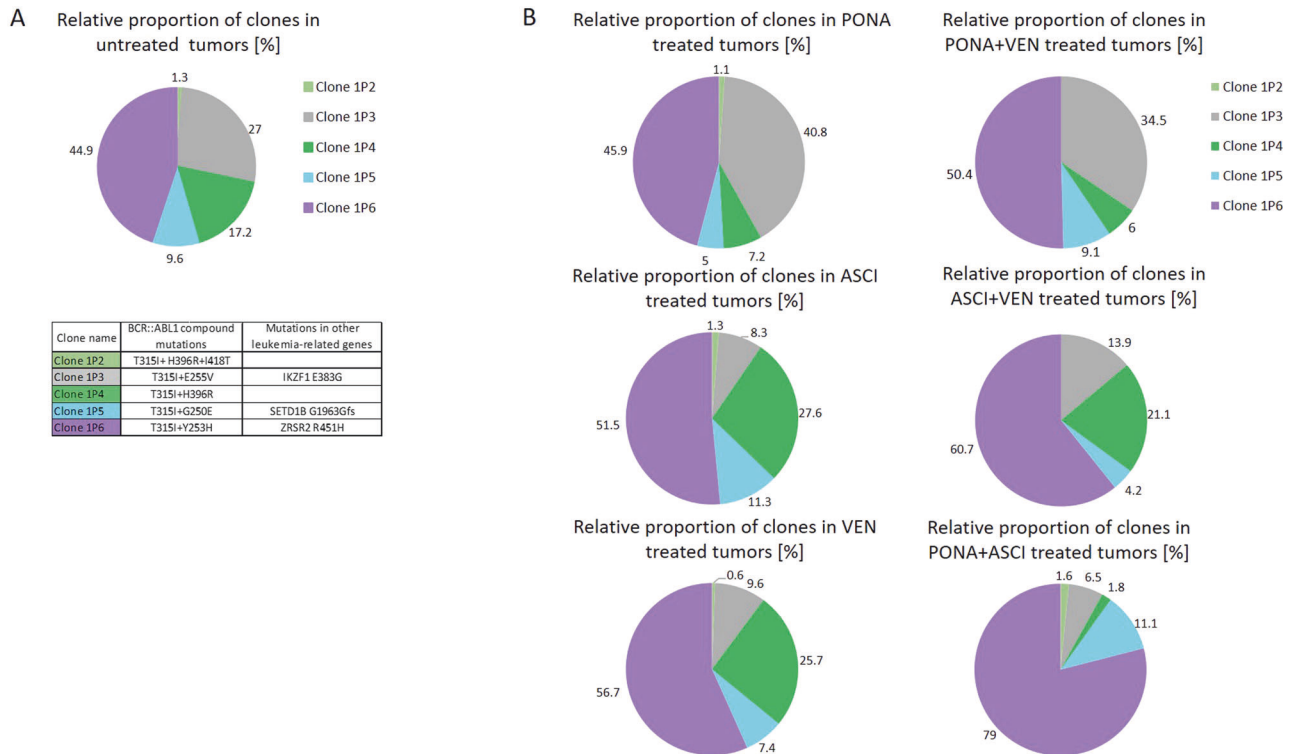 A
Relative proportion of clones in
untreated tumors [%]
1.3
27
17.2
9.6
44.9
Clone 1P2
Clone 1P3
Clone 1P4
Clone 1P5
Clone 1P6
Clone name BCR::ABL1 compound mutations Mutations in other leukemia-related genes
Clone 1P2 T315I+ H396R+I418T
Clone 1P3 T315I+E255V IKZF1 E383G
Clone 1P4 T315I+H396R
Clone 1P5 T315I+G250E SETD1B G1963Gfs
Clone 1P6 T315I+Y253H ZRSR2 R451H
B
Relative proportion of clones in PONA
treated tumors [%]
1.1
40.8
7.2
5
45.9
Relative proportion of clones in
PONA+VEN treated tumors [%]
34.5
6
9.1
50.4
Clone 1P2
Clone 1P3
Clone 1P4
Clone 1P5
Clone 1P6
Relative proportion of clones in ASCI
treated tumors [%]
1.3
8.3
27.6
11.3
51.5
Relative proportion of clones in
ASCI+VEN treated tumors [%]
13.9
21.1
4.2
60.7
Relative proportion of clones in VEN
treated tumors [%]
0.6
9.6
25.7
7.4
56.7
Relative proportion of clones in
PONA+ASCI treated tumors [%]
1.6
6.5
1.8
11.1
79